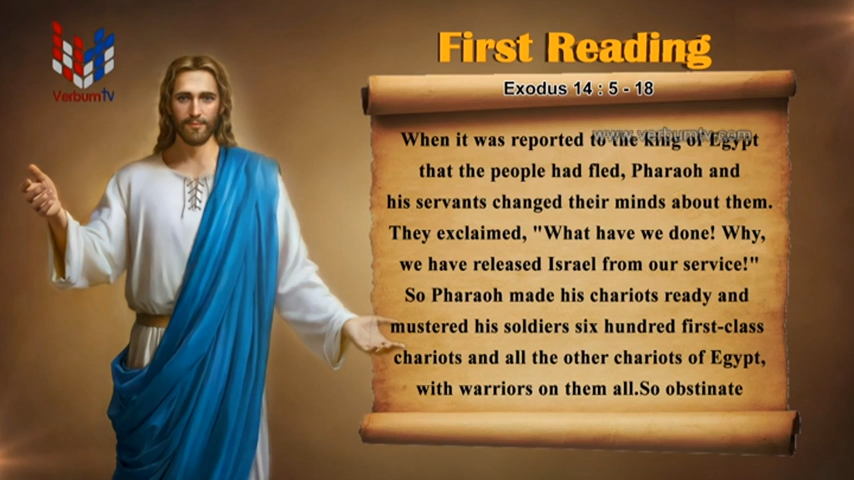 VerbumTV
First Reading
Exodus 14 : 5 - 18
www.verbumtv.com
When it was reported to the king of Egypt
that the people had fled, Pharaoh and
his servants changed their minds about them.
They exclaimed, "What have we done! Why,
we have released Israel from our service!"
So Pharaoh made his chariots ready and
mustered his soldiers six hundred first-class
chariots and all the other chariots of Egypt,
with warriors on them all.So obstinate